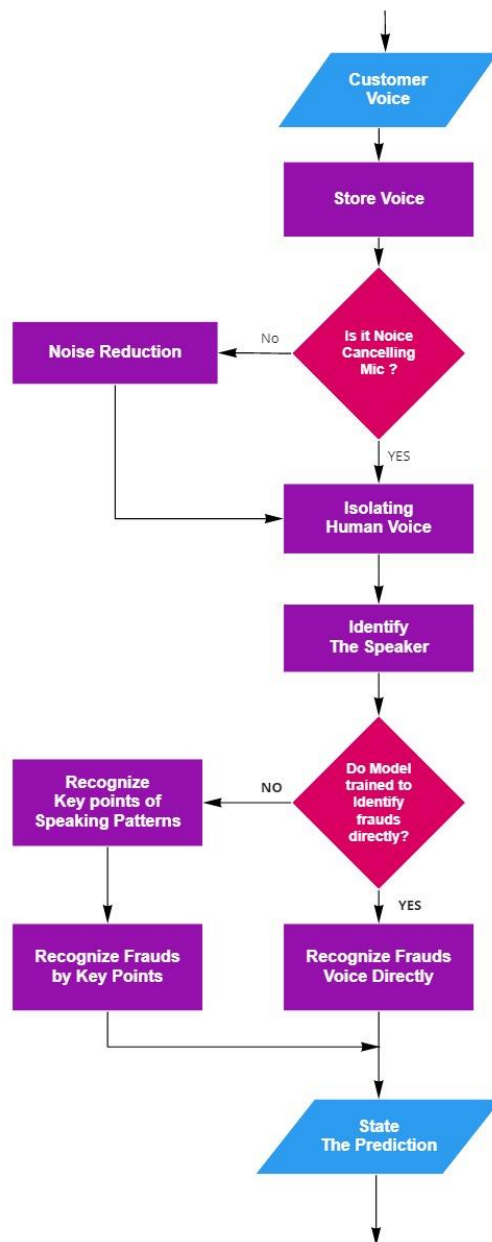 Customer
Voice
Store Voice
Is it Noice
Cancelling
Mic ?
No
Noise Reduction
YES
Isolating
Human Voice
Identify
The Speaker
Do Model
trained to
Identify
frauds
directly?
NO
Recognize
Key points of
Speaking Patterns
YES
Recognize Frauds
by Key Points
Recognize Frauds
Voice Directly
State
The Prediction